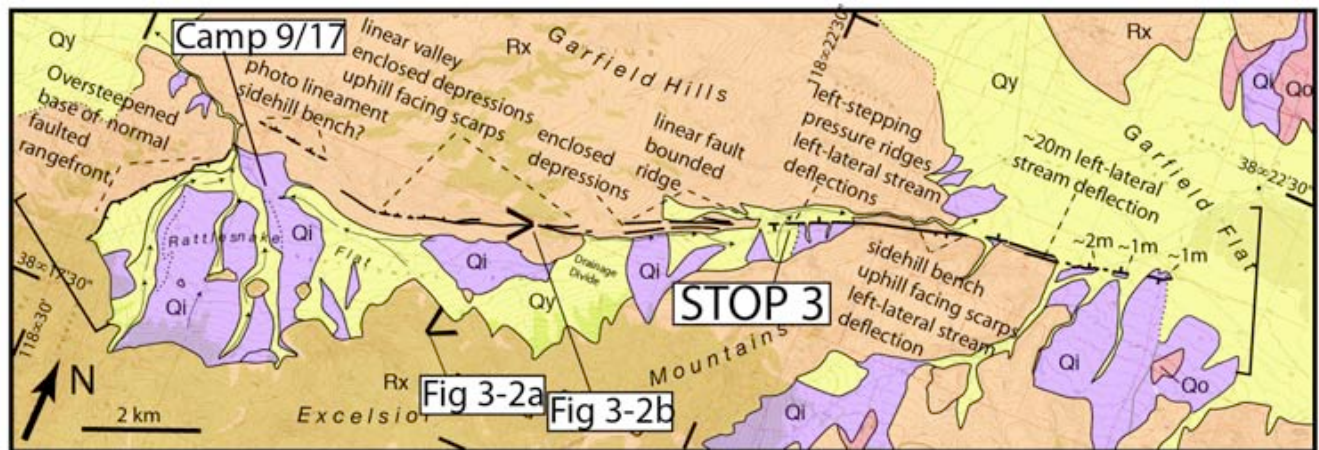 Camp 9/17
Qy
Oversteepened
base of normal
faulted
rangefront
photo lineament
sidehill bench?
linear valley
enclosed depressions
uphill facing scarps
Rx
Garfield Hills
enclosed
depressions
linear fault
bounded
ridge
118∞22'30"
left-stepping
pressure ridges
left-lateral stream
deflections
Qy
Rx
Qi
Qo
Garfield Flat
38∞22'30"
~20m left-lateral
stream deflection
~2m ~1m
~1m
Rattlesnake
Flat
Qi
Qi
Qi
Qy
Drainage
Divide
Qi
STOP 3
sidehill bench
uphill facing scarps
left-lateral stream
deflection
118∞30'
N
2 km
Rx
Excelsior
Mountains
Fig 3-2a
Fig 3-2b
Qi
Qi
Qo